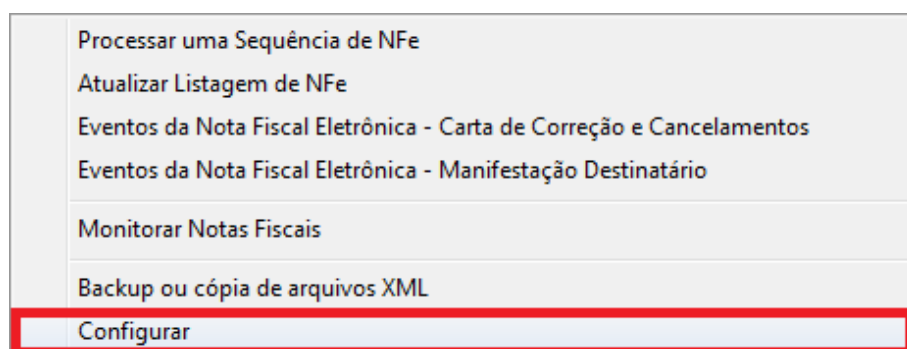 Processar uma Sequência de NFe
Atualizar Listagem de NFe
Eventos da Nota Fiscal Eletrônica - Carta de Correção e Cancelamentos
Eventos da Nota Fiscal Eletrônica - Manifestação Destinatário
Monitorar Notas Fiscais
Backup ou cópia de arquivos XML
Configurar